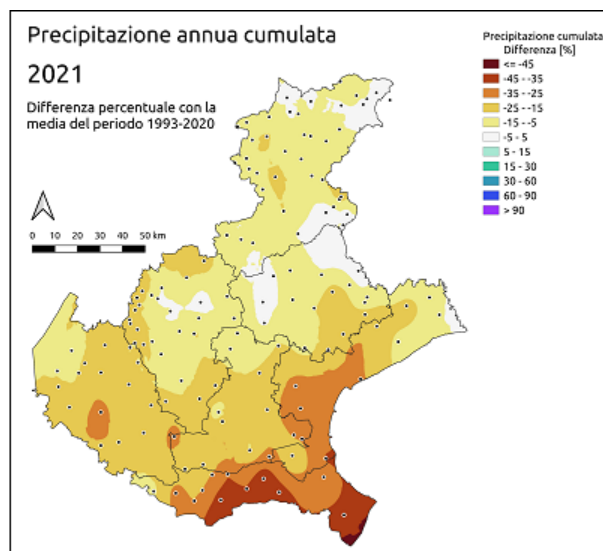 Precipitazione annua cumulata
2021
Differenza percentuale con la
media del periodo 1993-2020
0 10 20 30 40 50 km
Precipitazione cumulata
Differenza [%]
<= -45
-45 - -35
-35 - -25
-25 - -15
-15 - -5
-5 - 5
5 - 15
15 - 30
30 - 60
60 - 90
> 90